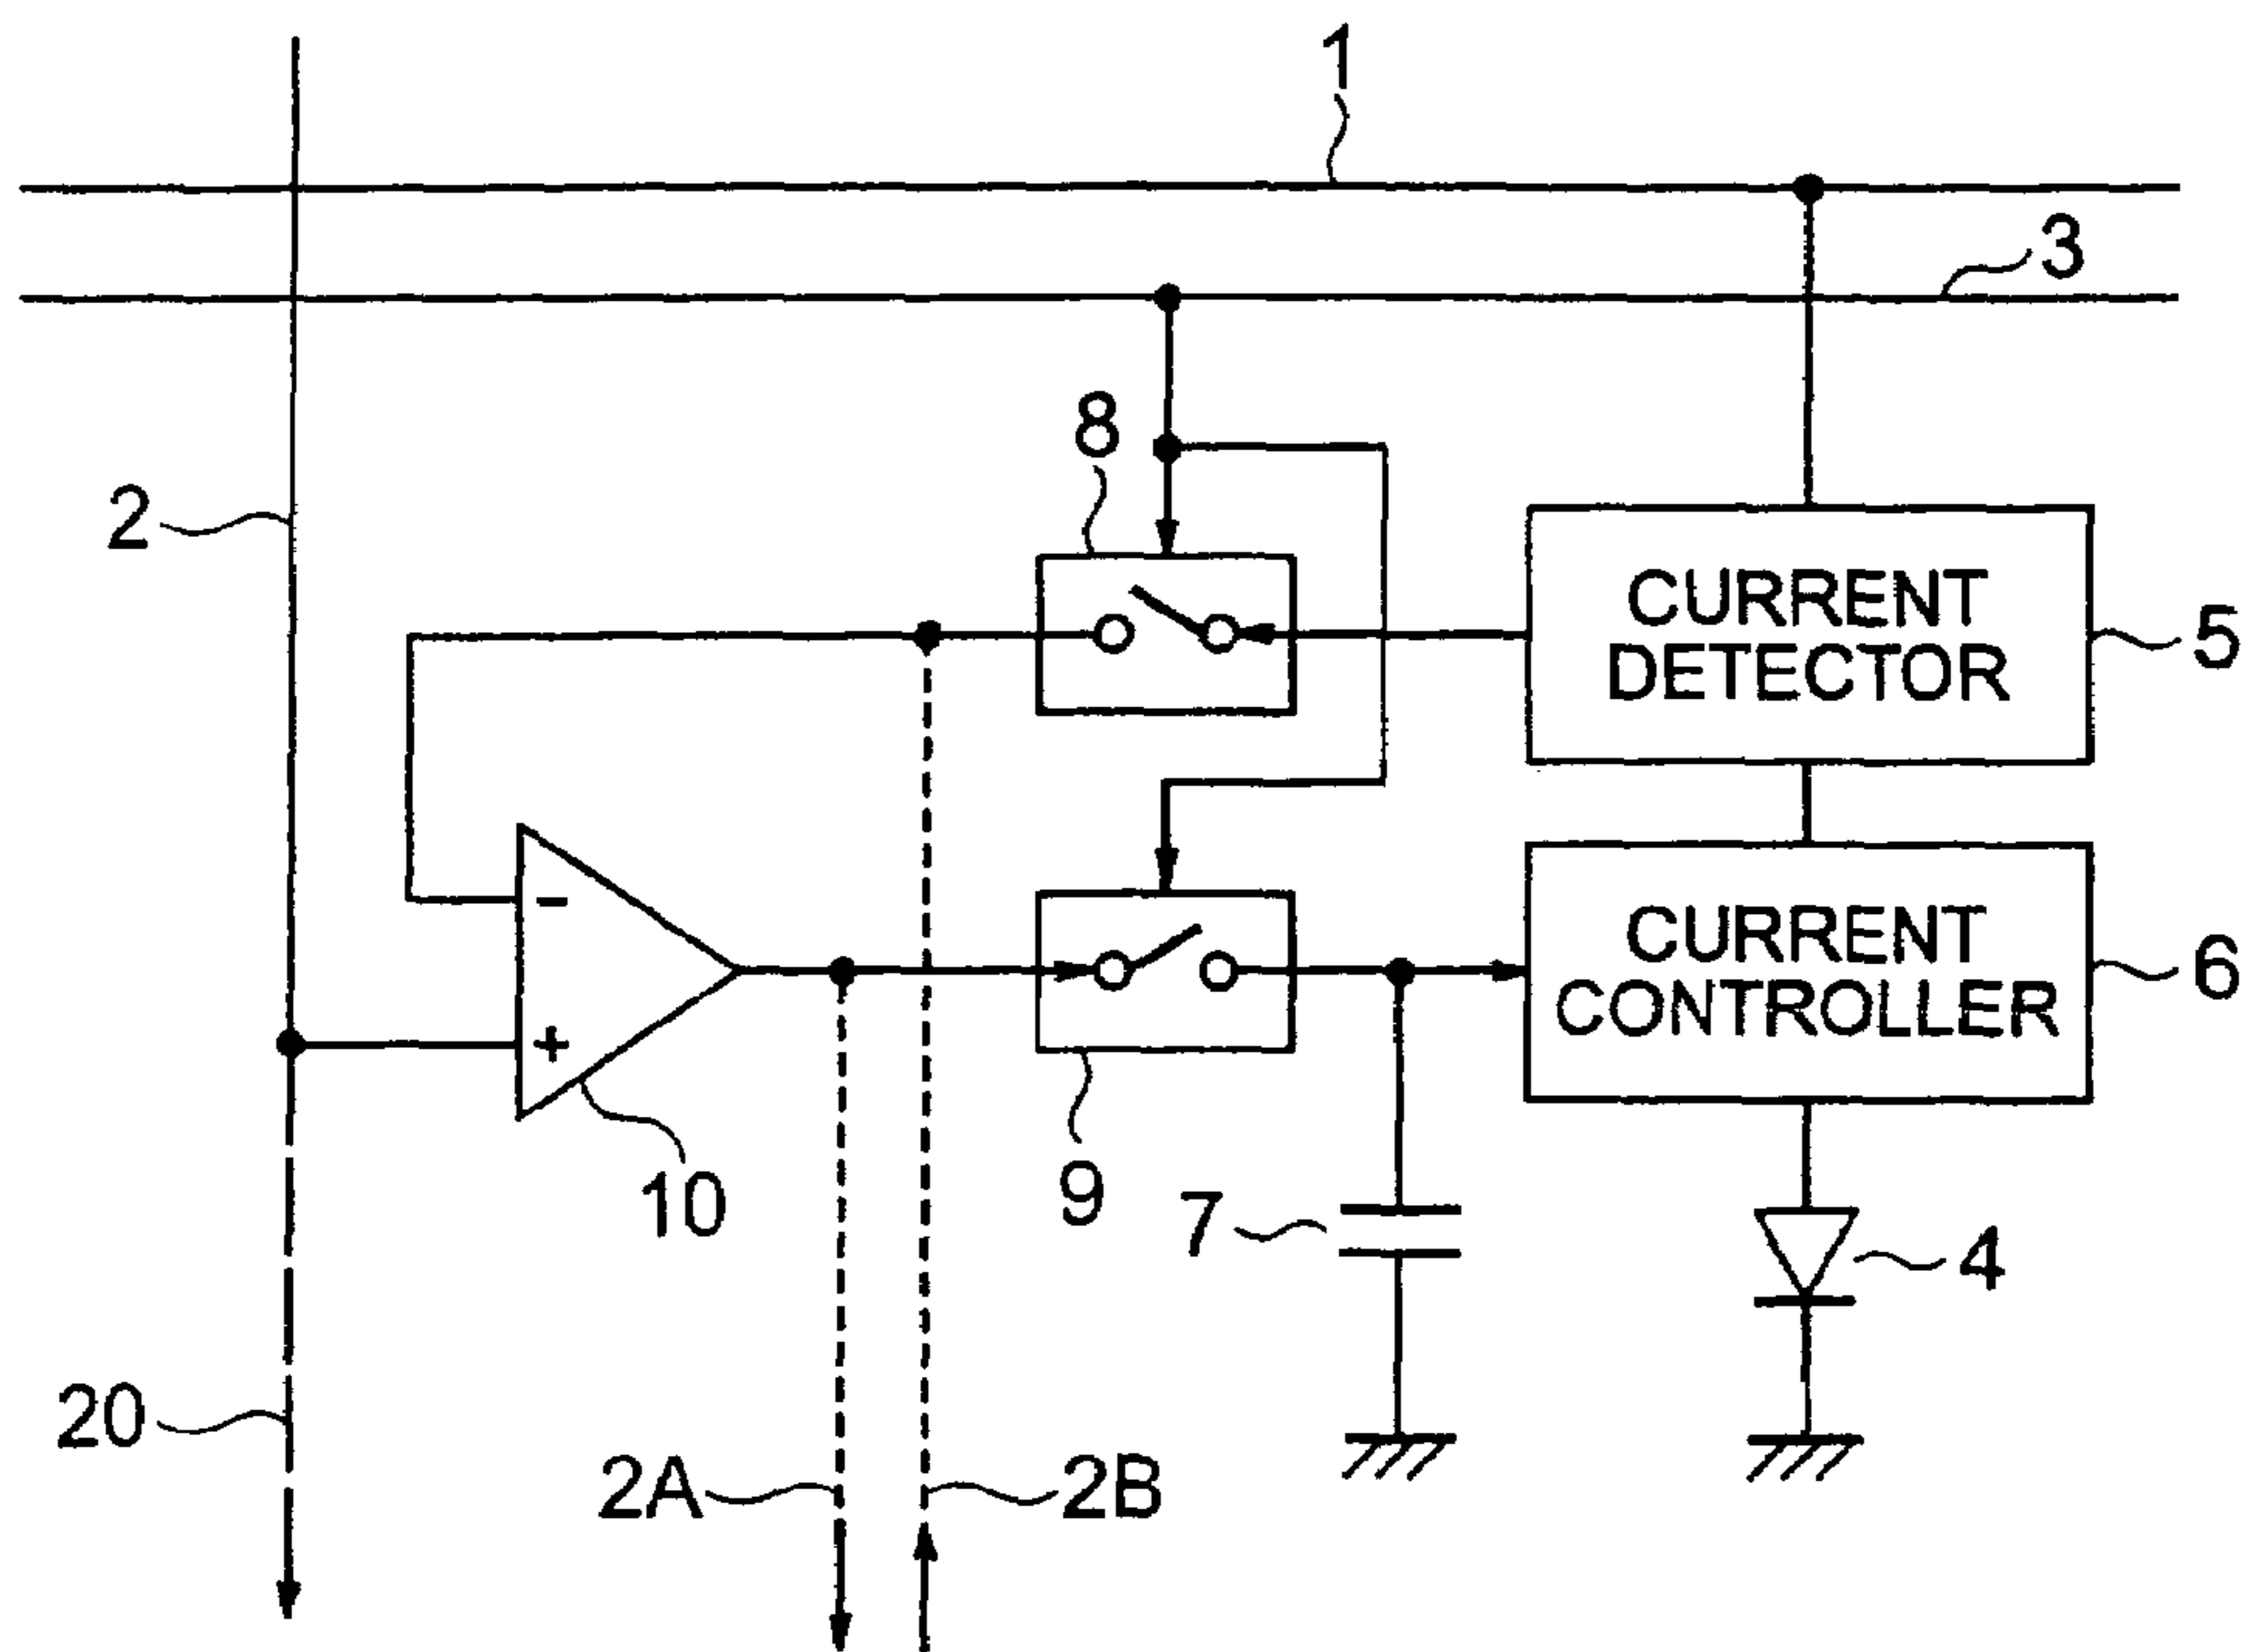 1
3
8
2
CURRENT
DETECTOR
5
-
CURRENT
CONTROLLER
6
+
10
9
7
4
20
2A
2B